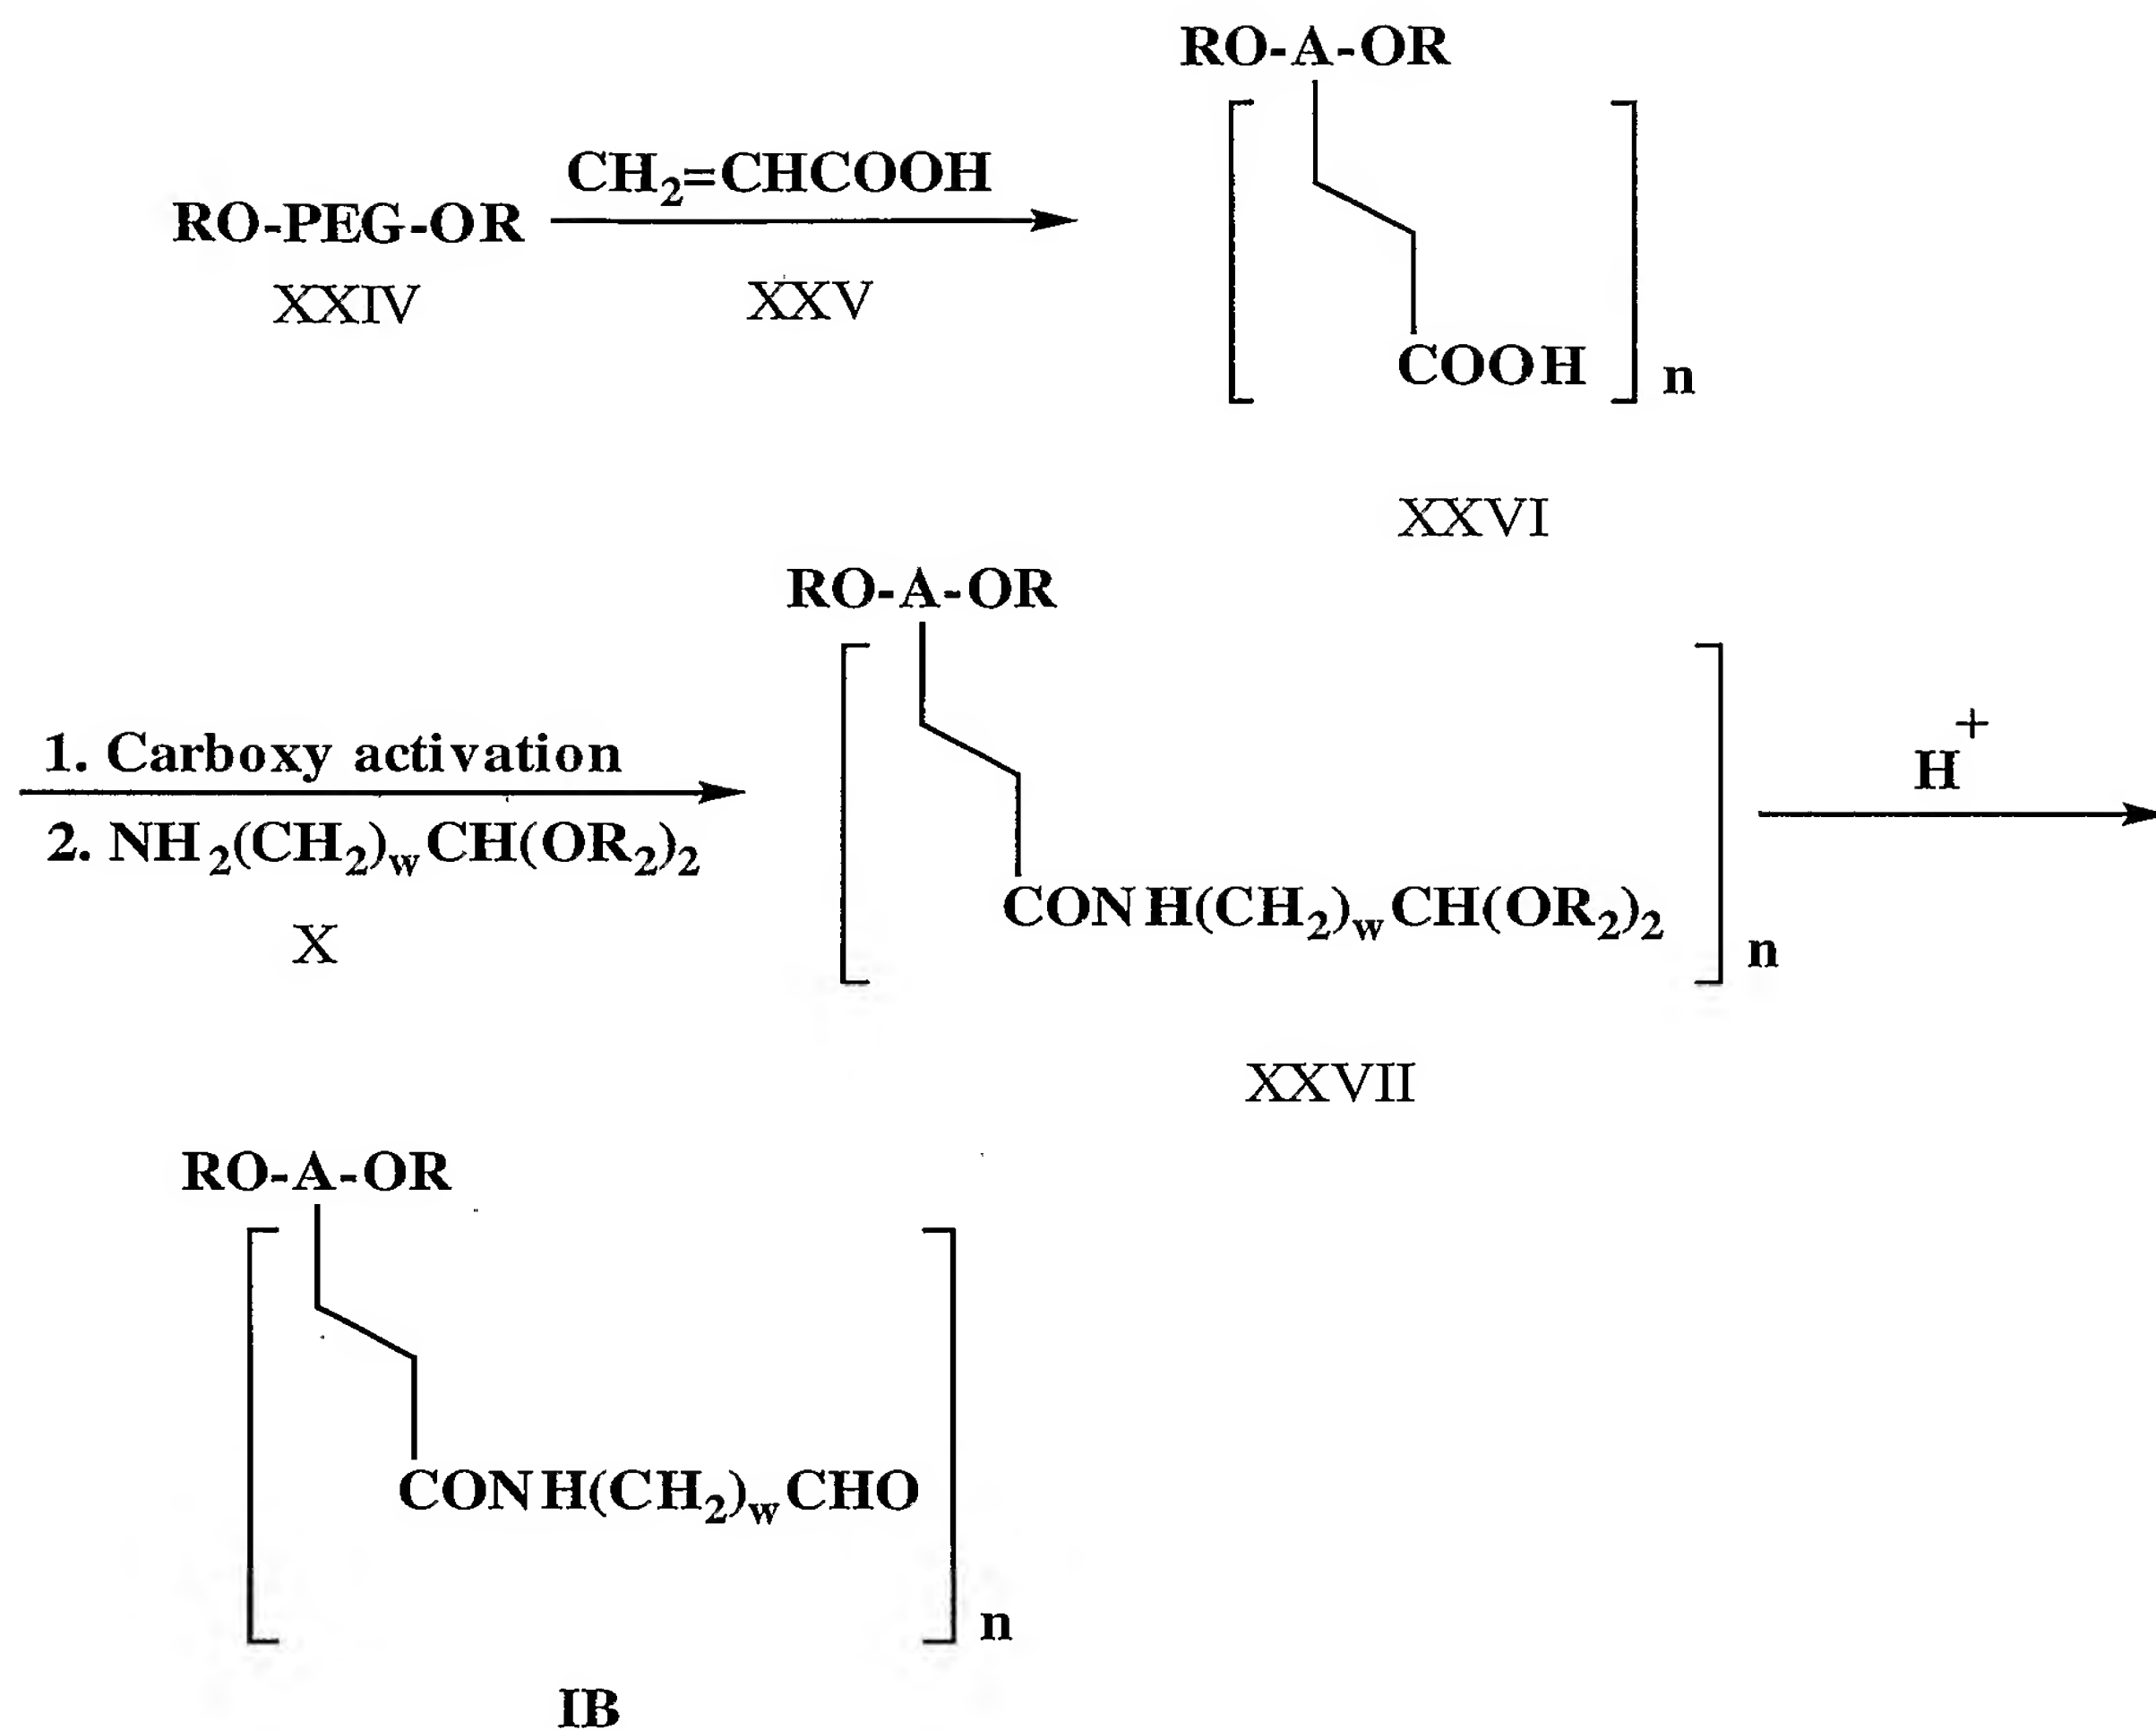 RO-A-OR
CH₂=CHCOOH
RO-PEG-OR
XXIV
XXV
COOH
n
XXVI
RO-A-OR
1. Carboxy activation
2. NH₂(CH₂)wCH(OR₂)₂
X
H+
CONH(CH₂)wCH(OR₂)₂
n
XXVII
RO-A-OR
CONH(CH₂)wCHO
n
IB